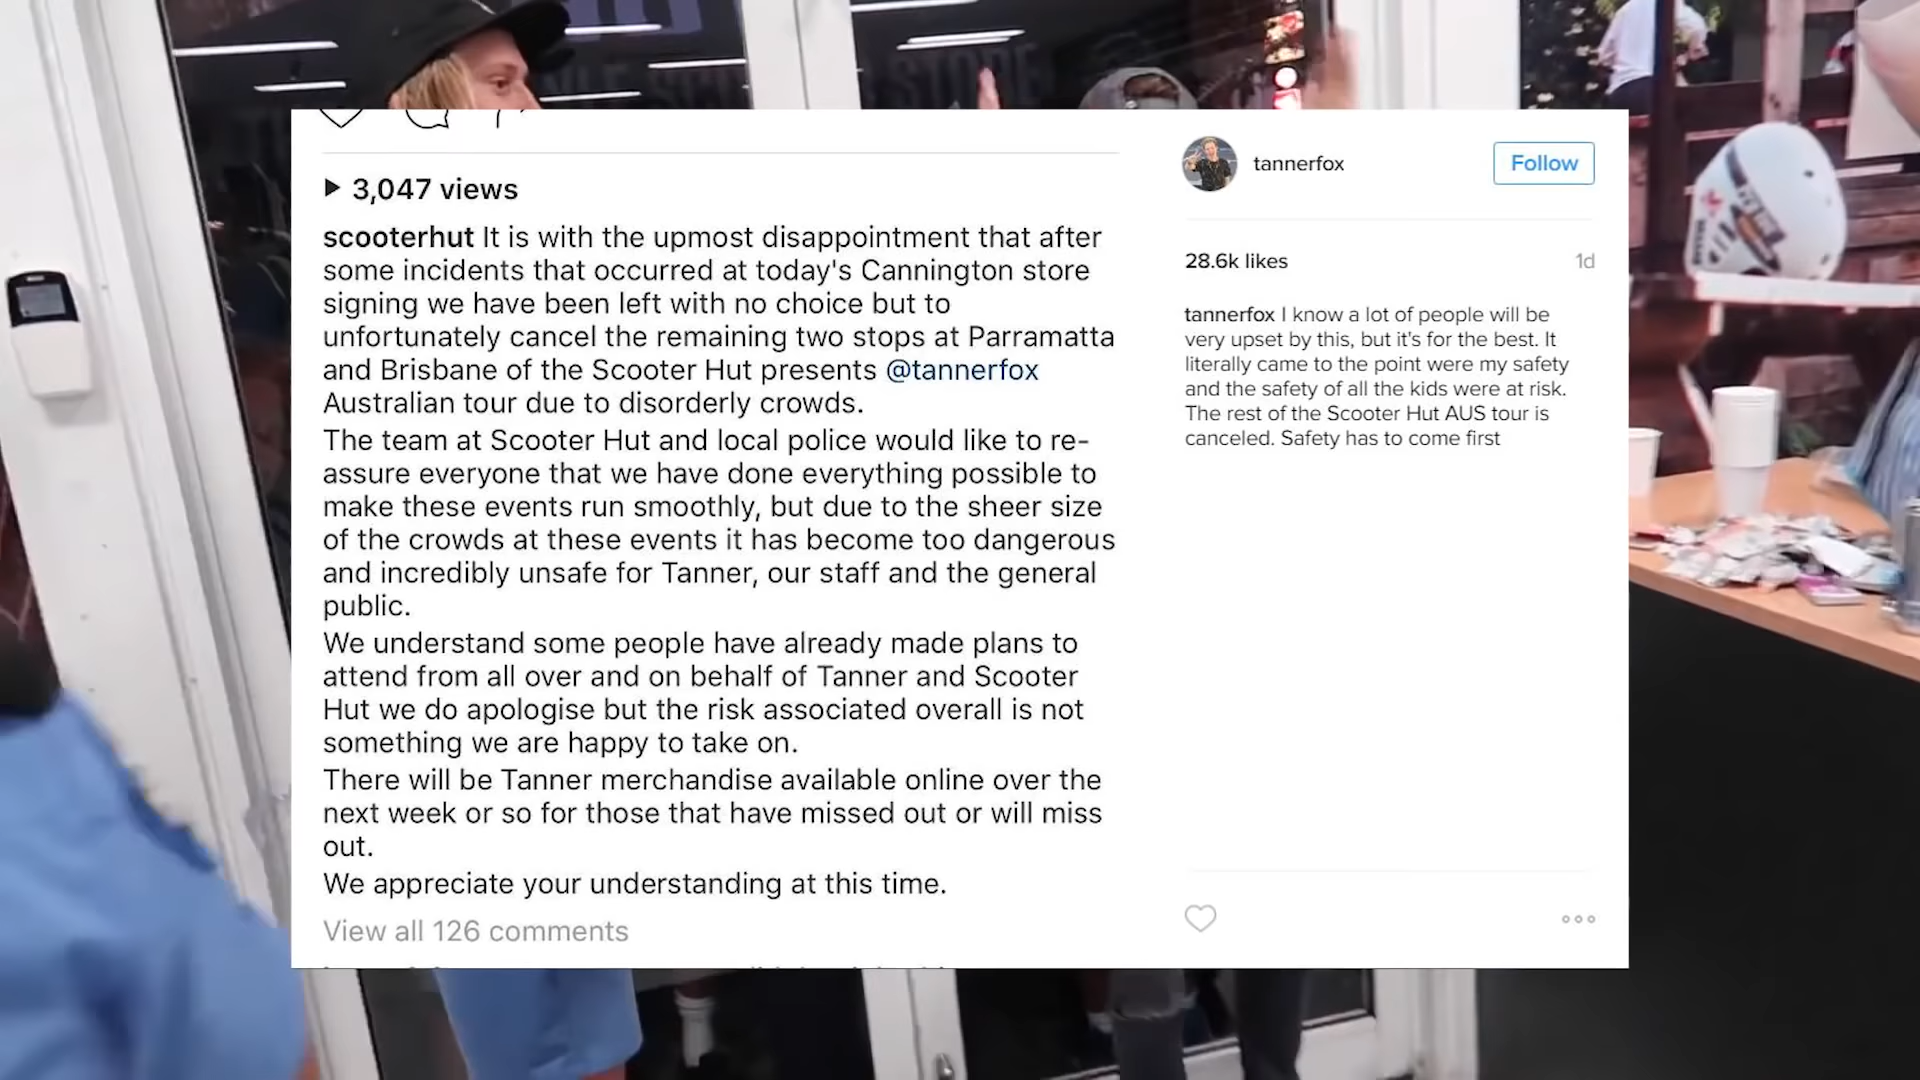 3,047 views
scooterhut It is with the upmost disappointment that after
some incidents that occurred at today's Cannington store
signing we have been left with no choice but to
unfortunately cancel the remaining two stops at Parramatta
and Brisbane of the Scooter Hut presents @tannerfox
Australian tour due to disorderly crowds.
The team at Scooter Hut and local police would like to re-
assure everyone that we have done everything possible to
make these events run smoothly, but due to the sheer size
of the crowds at these events it has become too dangerous
and incredibly unsafe for Tanner, our staff and the general
public.
We understand some people have already made plans to
attend from all over and on behalf of Tanner and Scooter
Hut we do apologise but the risk associated overall is not
something we are happy to take on.
There will be Tanner merchandise available online over the
next week or so for those that have missed out or will miss
out.
We appreciate your understanding at this time.
View all 126 comments
tannerfox
Follow
28.6k likes
1d
tannerfox I know a lot of people will be
very upset by this, but it's for the best. It
literally came to the point were my safety
and the safety of all the kids were at risk.
The rest of the Scooter Hut AUS tour is
canceled. Safety has to come first